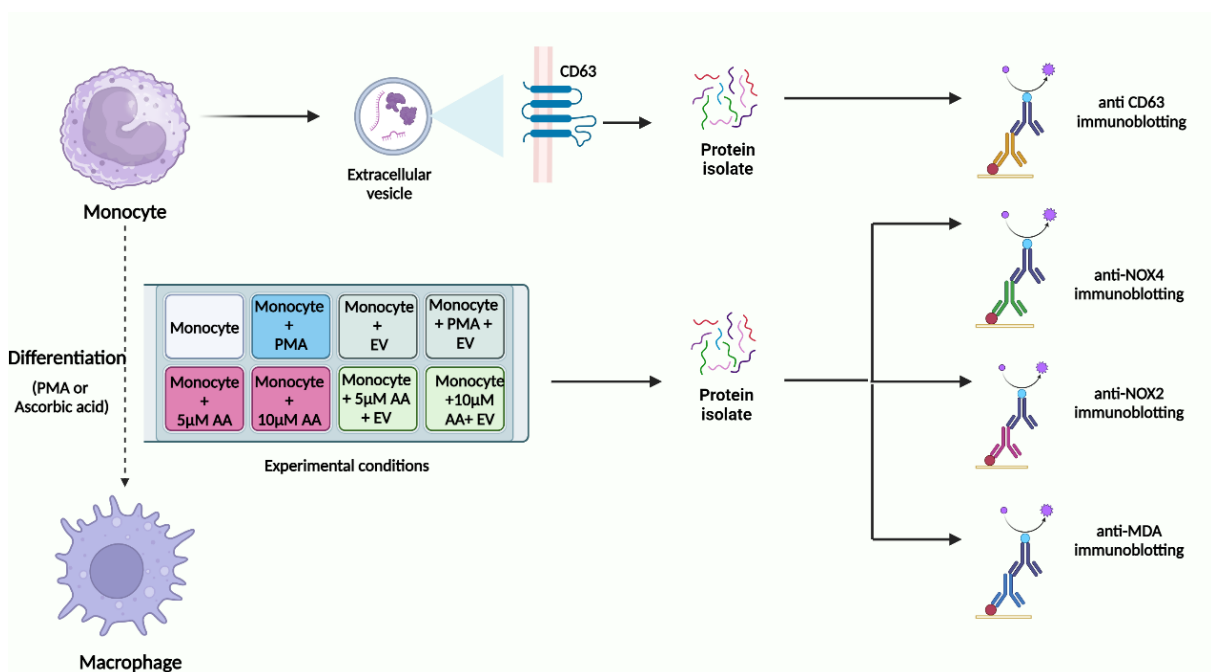 CD63
Extracellular
vesicle
Protein
isolate
anti CD63
immunoblotting
Monocyte
Differentiation
(PMA or
Ascorbic acid)
Monocyte
Monocyte
+
PMA
Monocyte
+
EV
Monocyte
+ PMA +
EV
Monocyte
+
5µM AA
Monocyte
+
10µM AA
Monocyte
+ 5µM AA
+ EV
Monocyte
+10µM
AA+ EV
Experimental conditions
Protein
isolate
anti-NOX4
immunoblotting
anti-NOX2
immunoblotting
anti-MDA
immunoblotting
Macrophage